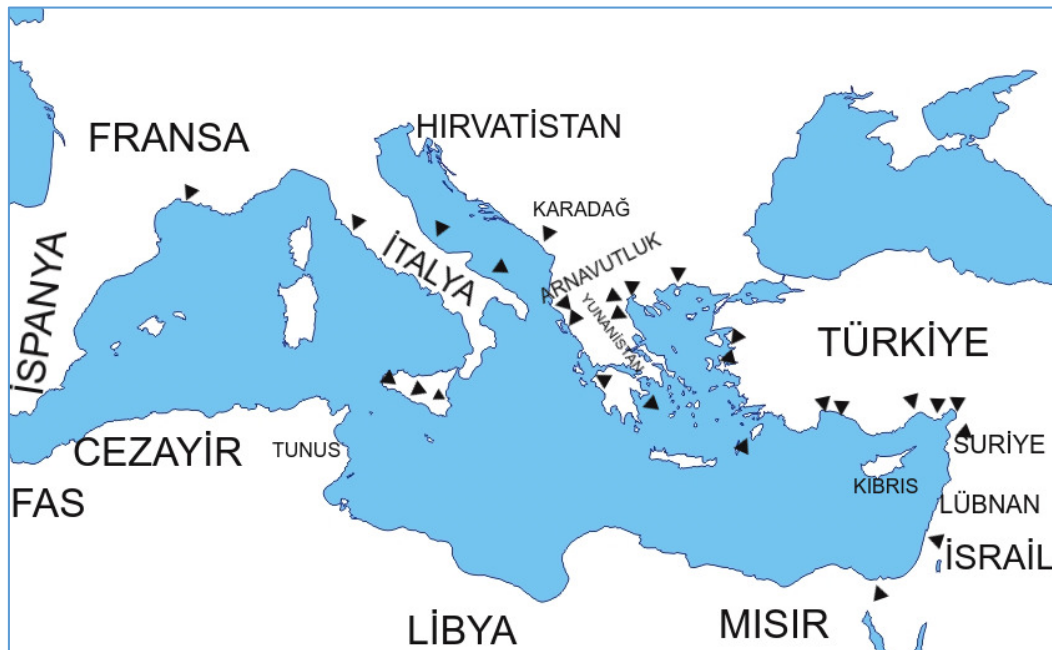 FRANSA
HIRVATİSTAN
KARADAĞ
İSPANYA
İTALYA
ARNAVUTLUK
YUNANİSTAN
TÜRKİYE
CEZAYİR
TUNUS
SURİYE
KIBRIS
FAS
LÜBNAN
İSRAİL
LİBYA
MISIR